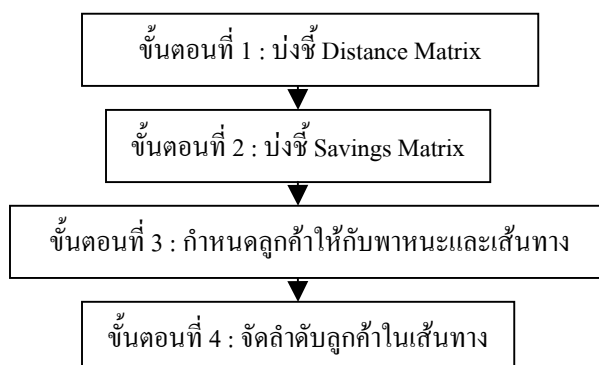 ขั้นตอนที่ 1 : บ่งชี้ Distance Matrix
ขั้นตอนที่ 2 : บ่งชี้ Savings Matrix
ขั้นตอนที่ 3 : กำหนดลูกค้าให้กับพาหนะและเส้นทาง
ขั้นตอนที่ 4 : จัดลำดับลูกค้าในเส้นทาง